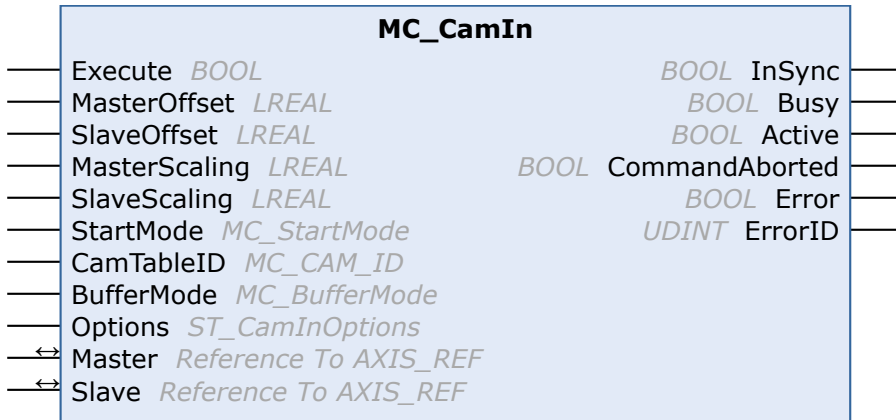 MC_CamIn
Execute BOOL BOOL InSync
MasterOffset LREAL BOOL Busy
SlaveOffset LREAL BOOL Active
MasterScaling LREAL BOOL CommandAborted
SlaveScaling LREAL BOOL Error
StartMode MC_StartMode UDINT ErrorID
CamTableID MC_CAM_ID
BufferMode MC_BufferMode
Options ST_CamInOptions
Master Reference To AXIS_REF
Slave Reference To AXIS_REF